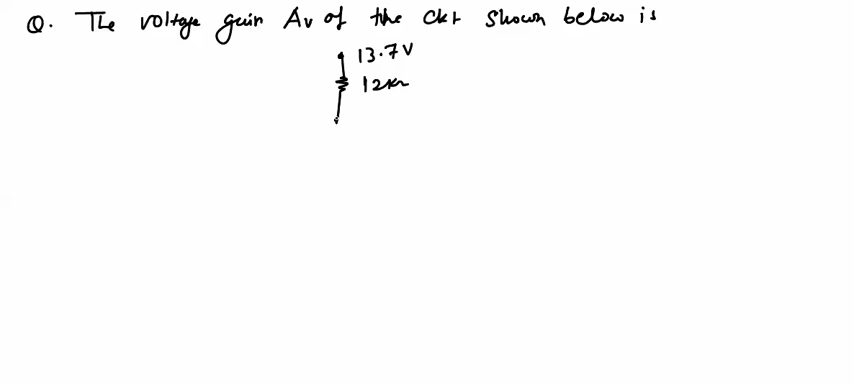 Q. The voltage gain Av of the ckt shown below is
13.7V
12kΩ